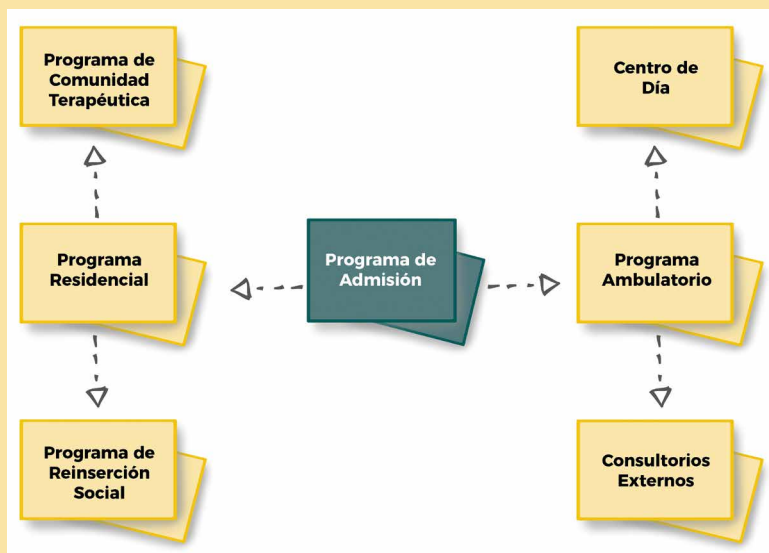 Programa de
Comunidad
Terapéutica
Centro de
Día
Programa
Residencial
Programa de
Admisión
Programa
Ambulatorio
Programa de
Reinserción
Social
Consultorios
Externos